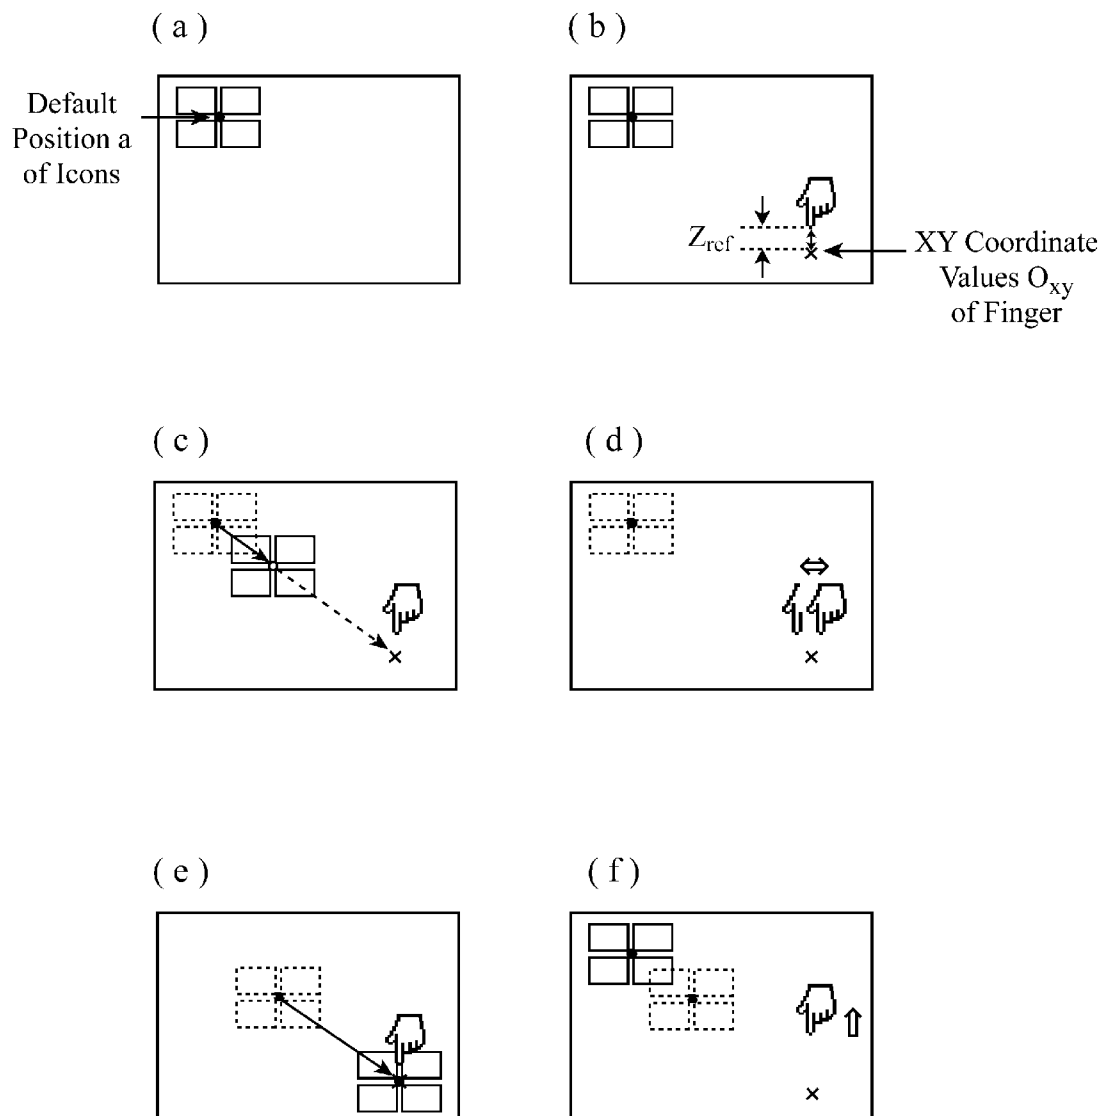 ( a )
( b )
Default
Position a
of Icons
Z_ref
XY Coordinate
Values O_xy
of Finger
( c )
( d )
( e )
( f )